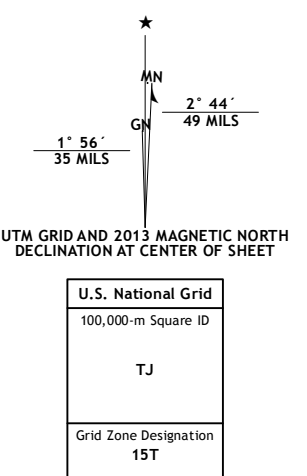 ★
MN
GN
2° 44´
49 MILS
1° 56´
35 MILS
UTM GRID AND 2013 MAGNETIC NORTH
DECLINATION AT CENTER OF SHEET
U.S. National Grid
100,000-m Square ID
TJ
Grid Zone Designation
15T